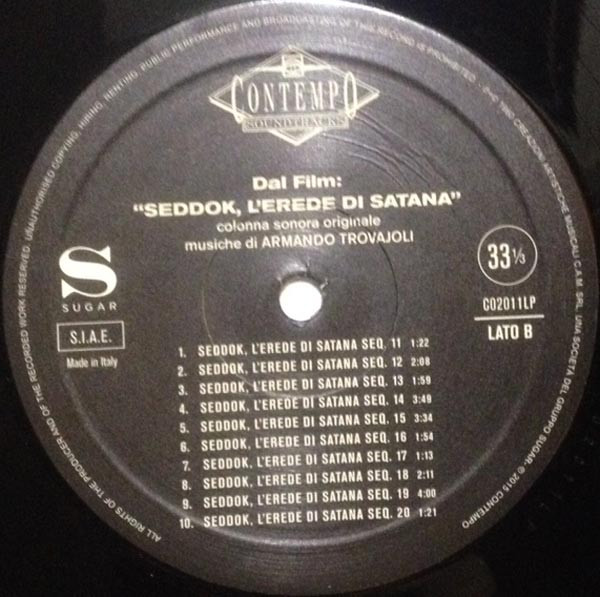 CONTEMPO
SOUNDTRACKS
Dal Film:
"SEDDOK, L'EREDE DI SATANA"
colonna sonora originale
musiche di ARMANDO TROVAJOLI
S
SUGAR
S.I.A.E.
Made in Italy
33 1/3
CO2011LP
LATO B
1. SEDDOK, L'EREDE DI SATANA SEQ. 11 1:22
2. SEDDOK, L'EREDE DI SATANA SEQ. 12 2:08
3. SEDDOK, L'EREDE DI SATANA SEQ. 13 1:59
4. SEDDOK, L'EREDE DI SATANA SEQ. 14 3:49
5. SEDDOK, L'EREDE DI SATANA SEQ. 15 3:34
6. SEDDOK, L'EREDE DI SATANA SEQ. 16 1:54
7. SEDDOK, L'EREDE DI SATANA SEQ. 17 1:13
8. SEDDOK, L'EREDE DI SATANA SEQ. 18 2:11
9. SEDDOK, L'EREDE DI SATANA SEQ. 19 4:00
10. SEDDOK, L'EREDE DI SATANA SEQ. 20 1:21
ALL RIGHTS OF THE PRODUCER AND OF THE RECORDED WORK RESERVED. UNAUTHORISED COPYING, HIRING, RENTING, PUBLIC PERFORMANCE AND BROADCASTING OF THIS RECORD IS PROHIBITED. 1960 CREAZIONI ARTISTICHE MUSICALI C.A.M. SRL, UNA SOCIETÀ DEL GRUPPO SUGAR. ℗ 2015 CONTEMPO